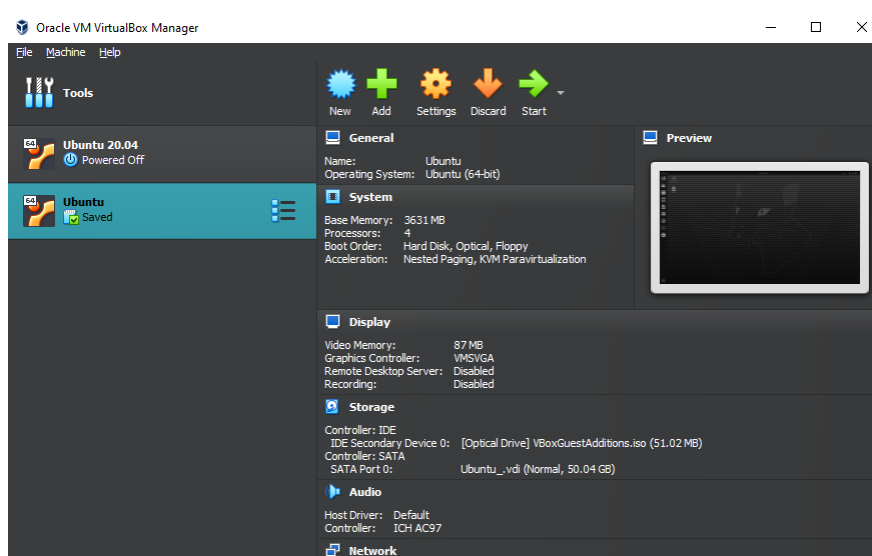 Oracle VM VirtualBox Manager
File Machine Help
Tools
New Add Settings Discard Start
64 Ubuntu 20.04
Powered Off
64 Ubuntu
Saved
General
Name: Ubuntu
Operating System: Ubuntu (64-bit)
System
Base Memory: 3631 MB
Processors: 4
Boot Order: Hard Disk, Optical, Floppy
Acceleration: Nested Paging, KVM Paravirtualization
Preview
Display
Video Memory: 87 MB
Graphics Controller: VMSVGA
Remote Desktop Server: Disabled
Recording: Disabled
Storage
Controller: IDE
IDE Secondary Device 0: [Optical Drive] VBoxGuestAdditions.iso (51.02 MB)
Controller: SATA
SATA Port 0: Ubuntu_.vdi (Normal, 50.04 GB)
Audio
Host Driver: Default
Controller: ICH AC97
Network